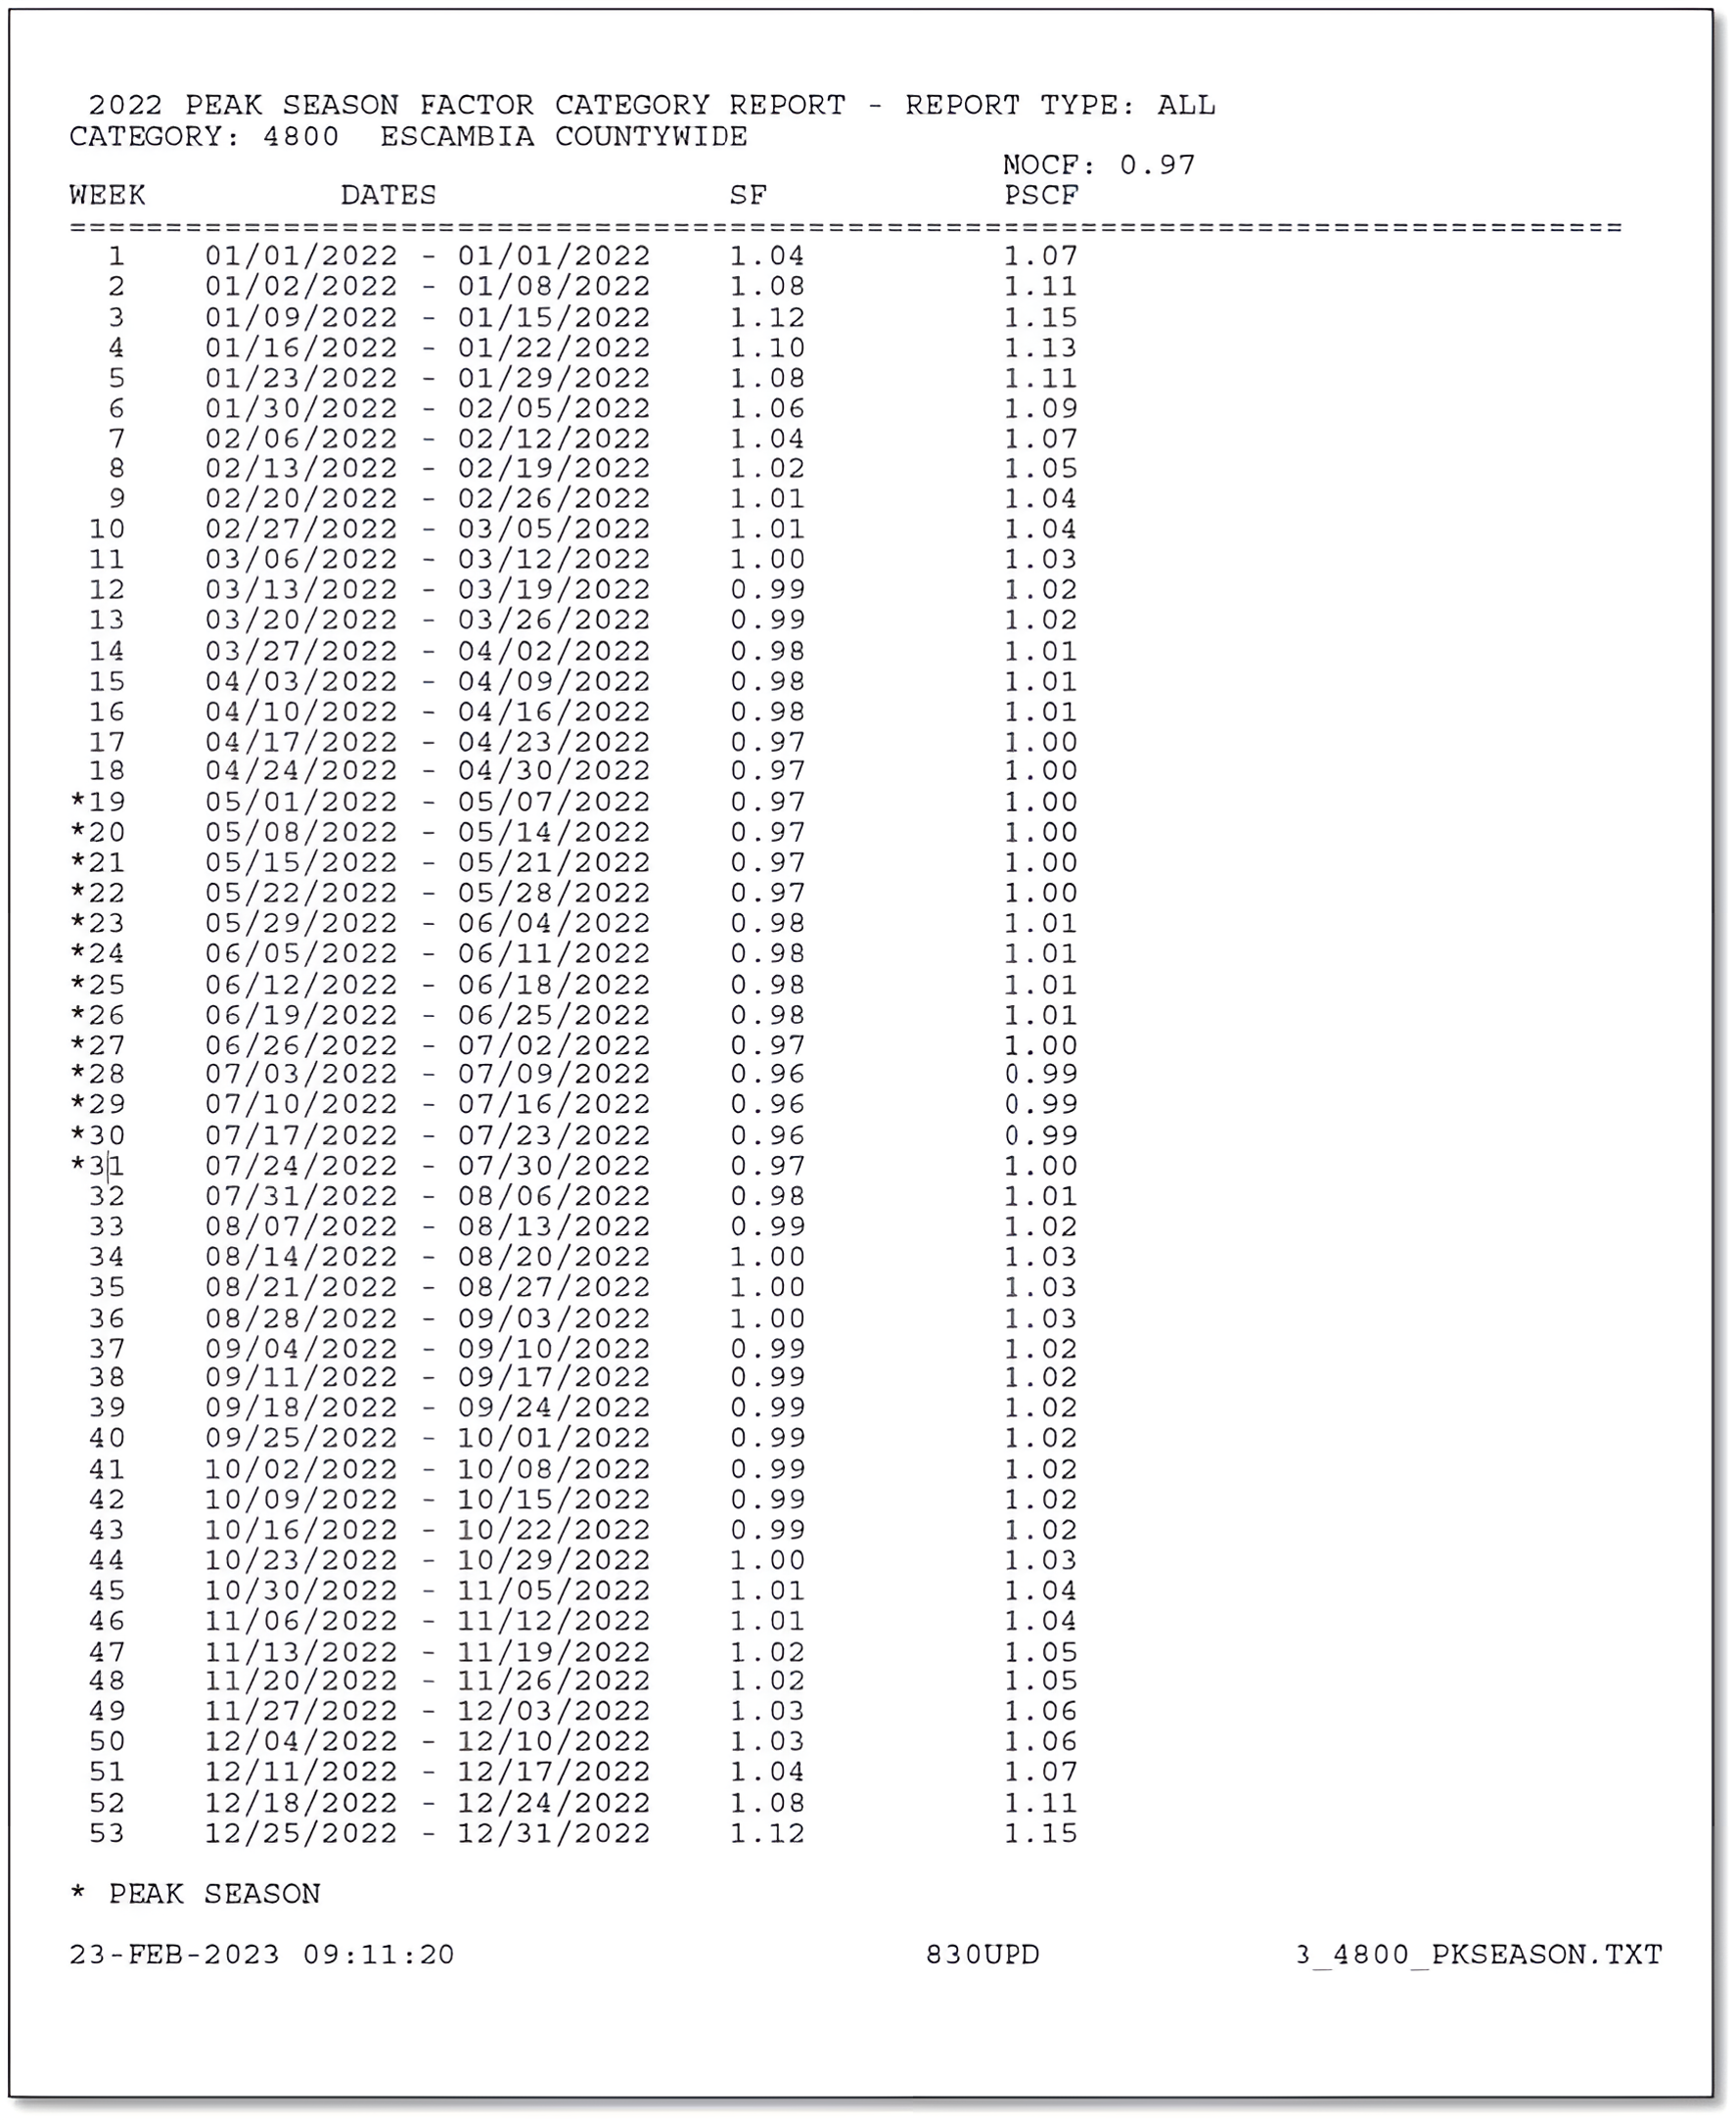 2022 PEAK SEASON FACTOR CATEGORY REPORT - REPORT TYPE: ALL
CATEGORY: 4800 ESCAMBIA COUNTYWIDE
MOCF: 0.97
WEEK DATES SF PSCF
================================================================================
1 01/01/2022 - 01/01/2022 1.04 1.07
2 01/02/2022 - 01/08/2022 1.08 1.11
3 01/09/2022 - 01/15/2022 1.12 1.15
4 01/16/2022 - 01/22/2022 1.10 1.13
5 01/23/2022 - 01/29/2022 1.08 1.11
6 01/30/2022 - 02/05/2022 1.06 1.09
7 02/06/2022 - 02/12/2022 1.04 1.07
8 02/13/2022 - 02/19/2022 1.02 1.05
9 02/20/2022 - 02/26/2022 1.01 1.04
10 02/27/2022 - 03/05/2022 1.01 1.04
11 03/06/2022 - 03/12/2022 1.00 1.03
12 03/13/2022 - 03/19/2022 0.99 1.02
13 03/20/2022 - 03/26/2022 0.99 1.02
14 03/27/2022 - 04/02/2022 0.98 1.01
15 04/03/2022 - 04/09/2022 0.98 1.01
16 04/10/2022 - 04/16/2022 0.98 1.01
17 04/17/2022 - 04/23/2022 0.97 1.00
18 04/24/2022 - 04/30/2022 0.97 1.00
*19 05/01/2022 - 05/07/2022 0.97 1.00
*20 05/08/2022 - 05/14/2022 0.97 1.00
*21 05/15/2022 - 05/21/2022 0.97 1.00
*22 05/22/2022 - 05/28/2022 0.97 1.00
*23 05/29/2022 - 06/04/2022 0.98 1.01
*24 06/05/2022 - 06/11/2022 0.98 1.01
*25 06/12/2022 - 06/18/2022 0.98 1.01
*26 06/19/2022 - 06/25/2022 0.98 1.01
*27 06/26/2022 - 07/02/2022 0.97 1.00
*28 07/03/2022 - 07/09/2022 0.96 0.99
*29 07/10/2022 - 07/16/2022 0.96 0.99
*30 07/17/2022 - 07/23/2022 0.96 0.99
*31 07/24/2022 - 07/30/2022 0.97 1.00
32 07/31/2022 - 08/06/2022 0.98 1.01
33 08/07/2022 - 08/13/2022 0.99 1.02
34 08/14/2022 - 08/20/2022 1.00 1.03
35 08/21/2022 - 08/27/2022 1.00 1.03
36 08/28/2022 - 09/03/2022 1.00 1.03
37 09/04/2022 - 09/10/2022 0.99 1.02
38 09/11/2022 - 09/17/2022 0.99 1.02
39 09/18/2022 - 09/24/2022 0.99 1.02
40 09/25/2022 - 10/01/2022 0.99 1.02
41 10/02/2022 - 10/08/2022 0.99 1.02
42 10/09/2022 - 10/15/2022 0.99 1.02
43 10/16/2022 - 10/22/2022 0.99 1.02
44 10/23/2022 - 10/29/2022 1.00 1.03
45 10/30/2022 - 11/05/2022 1.01 1.04
46 11/06/2022 - 11/12/2022 1.01 1.04
47 11/13/2022 - 11/19/2022 1.02 1.05
48 11/20/2022 - 11/26/2022 1.02 1.05
49 11/27/2022 - 12/03/2022 1.03 1.06
50 12/04/2022 - 12/10/2022 1.03 1.06
51 12/11/2022 - 12/17/2022 1.04 1.07
52 12/18/2022 - 12/24/2022 1.08 1.11
53 12/25/2022 - 12/31/2022 1.12 1.15
* PEAK SEASON
23-FEB-2023 09:11:20 830UPD 3_4800_PKSEASON.TXT